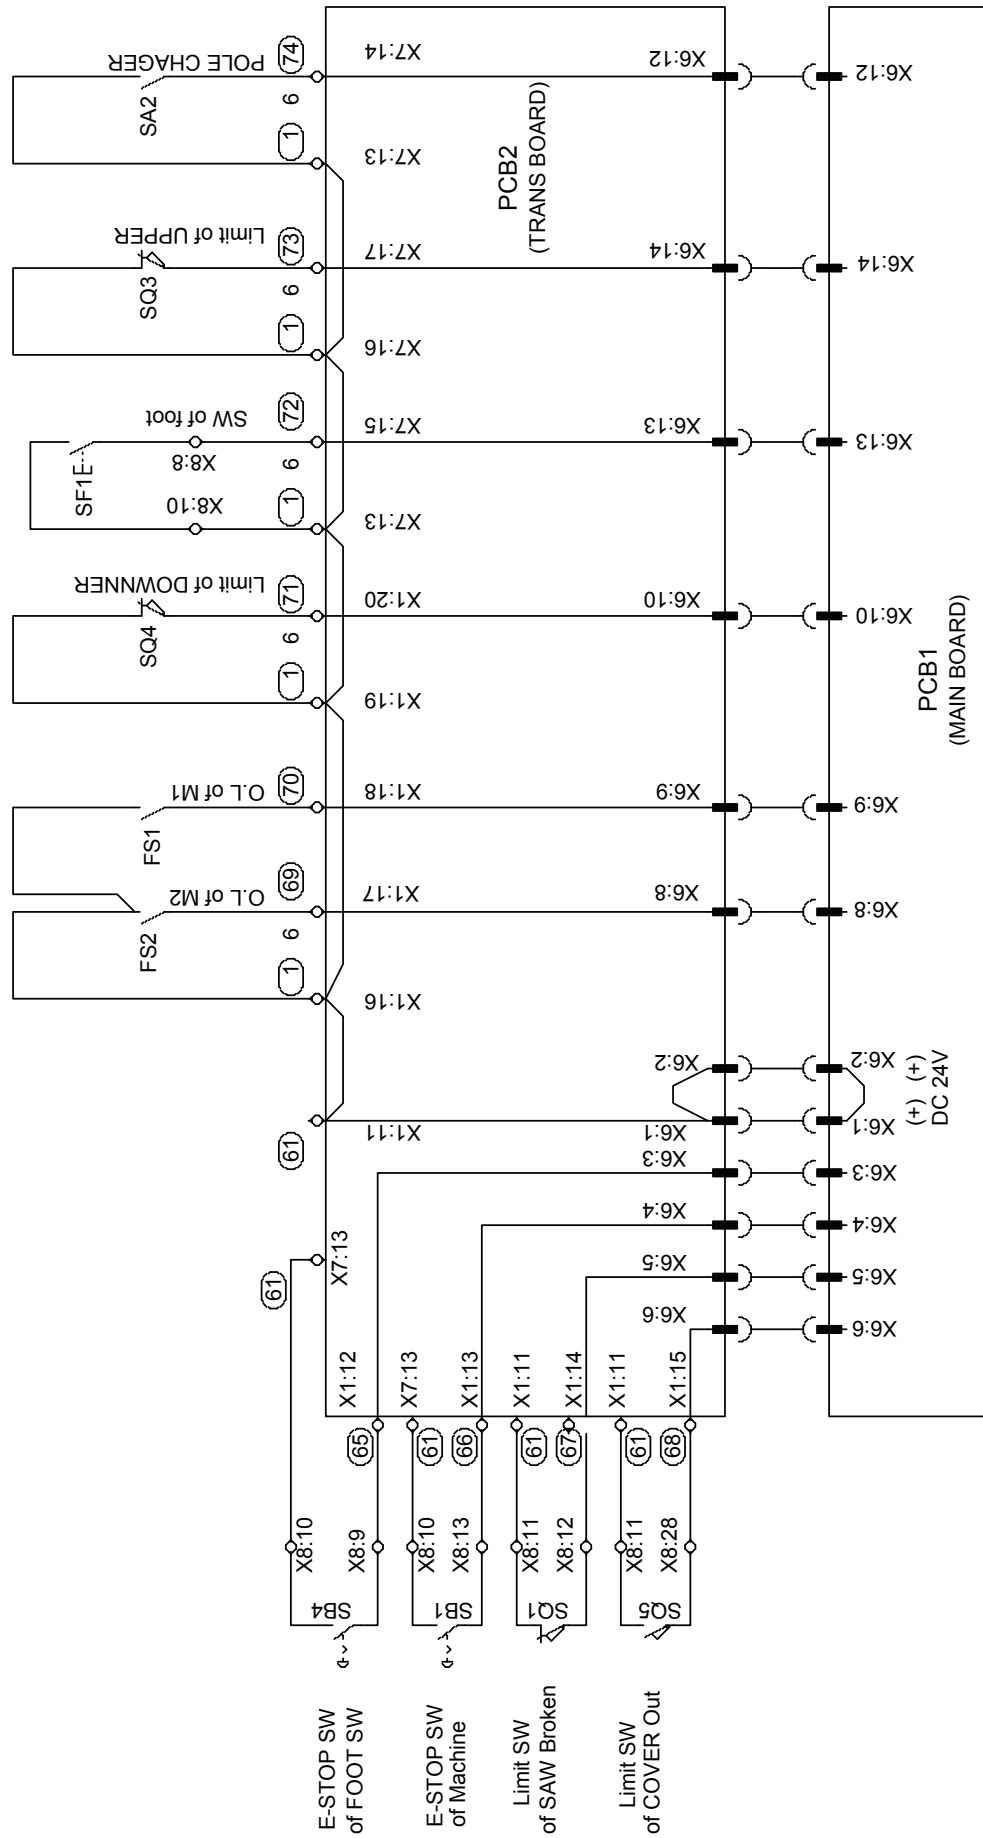 POLE CHAGER
SA2
74
6
1
X7:14
X7:13
X6:12
X6:12
PCB2
(TRANS BOARD)
Limit of UPPER
SQ3
73
6
1
X7:17
X7:16
X6:14
X6:14
SW of foot
SF1
X8:8
X8:10
72
6
1
X7:15
X7:13
X6:13
X6:13
Limit of DOWNNER
SQ4
71
6
1
X1:20
X1:19
X6:10
X6:10
PCB1
(MAIN BOARD)
O.L of M1
FS1
70
X1:18
X6:9
X6:9
O.L of M2
FS2
69
6
1
X1:17
X1:16
X6:8
X6:8
X6:2
X6:2
61
X1:11
X6:1
X6:1
(+) (+)
DC 24V
X6:3
X6:3
X6:4
X6:4
X6:5
X6:5
X6:6
X6:6
61
X7:13
X1:12
X7:13
X1:13
X1:11
X1:14
X1:11
X1:15
65
61
66
61
67
61
68
X8:10
X8:9
X8:10
X8:13
X8:11
X8:12
X8:11
X8:28
SB4
SB1
SQ1
SQ5
E-STOP SW
of FOOT SW
E-STOP SW
of Machine
Limit SW
of SAW Broken
Limit SW
of COVER Out